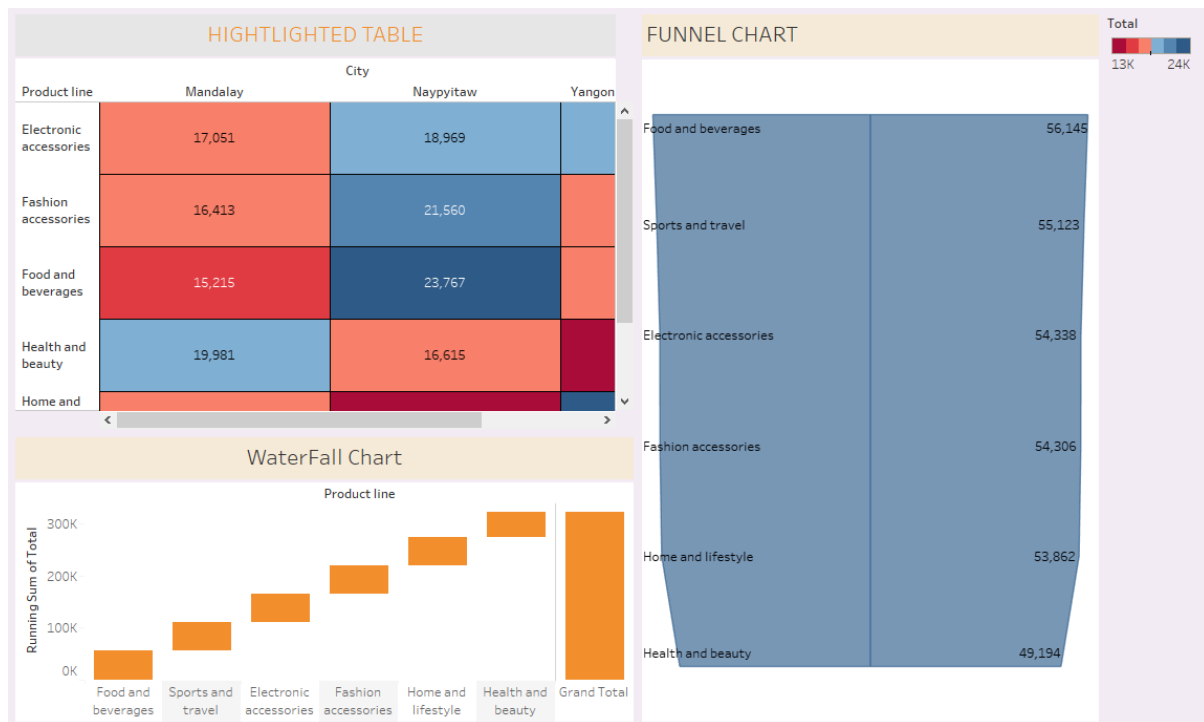 HIGHTLIGHTED TABLE
City
Product line Mandalay Naypyitaw Yangon
Electronic
accessories
17,051 18,969
Fashion
accessories
16,413 21,560
Food and
beverages
15,215 23,767
Health and
beauty
19,981 16,615
Home and
WaterFall Chart
Product line
Running Sum of Total
300K
200K
100K
0K
Food and
beverages
Sports and
travel
Electronic
accessories
Fashion
accessories
Home and
lifestyle
Health and
beauty
Grand Total
FUNNEL CHART
Food and beverages 56,145
Sports and travel 55,123
Electronic accessories 54,338
Fashion accessories 54,306
Home and lifestyle 53,862
Health and beauty 49,194
Total
13K 24K